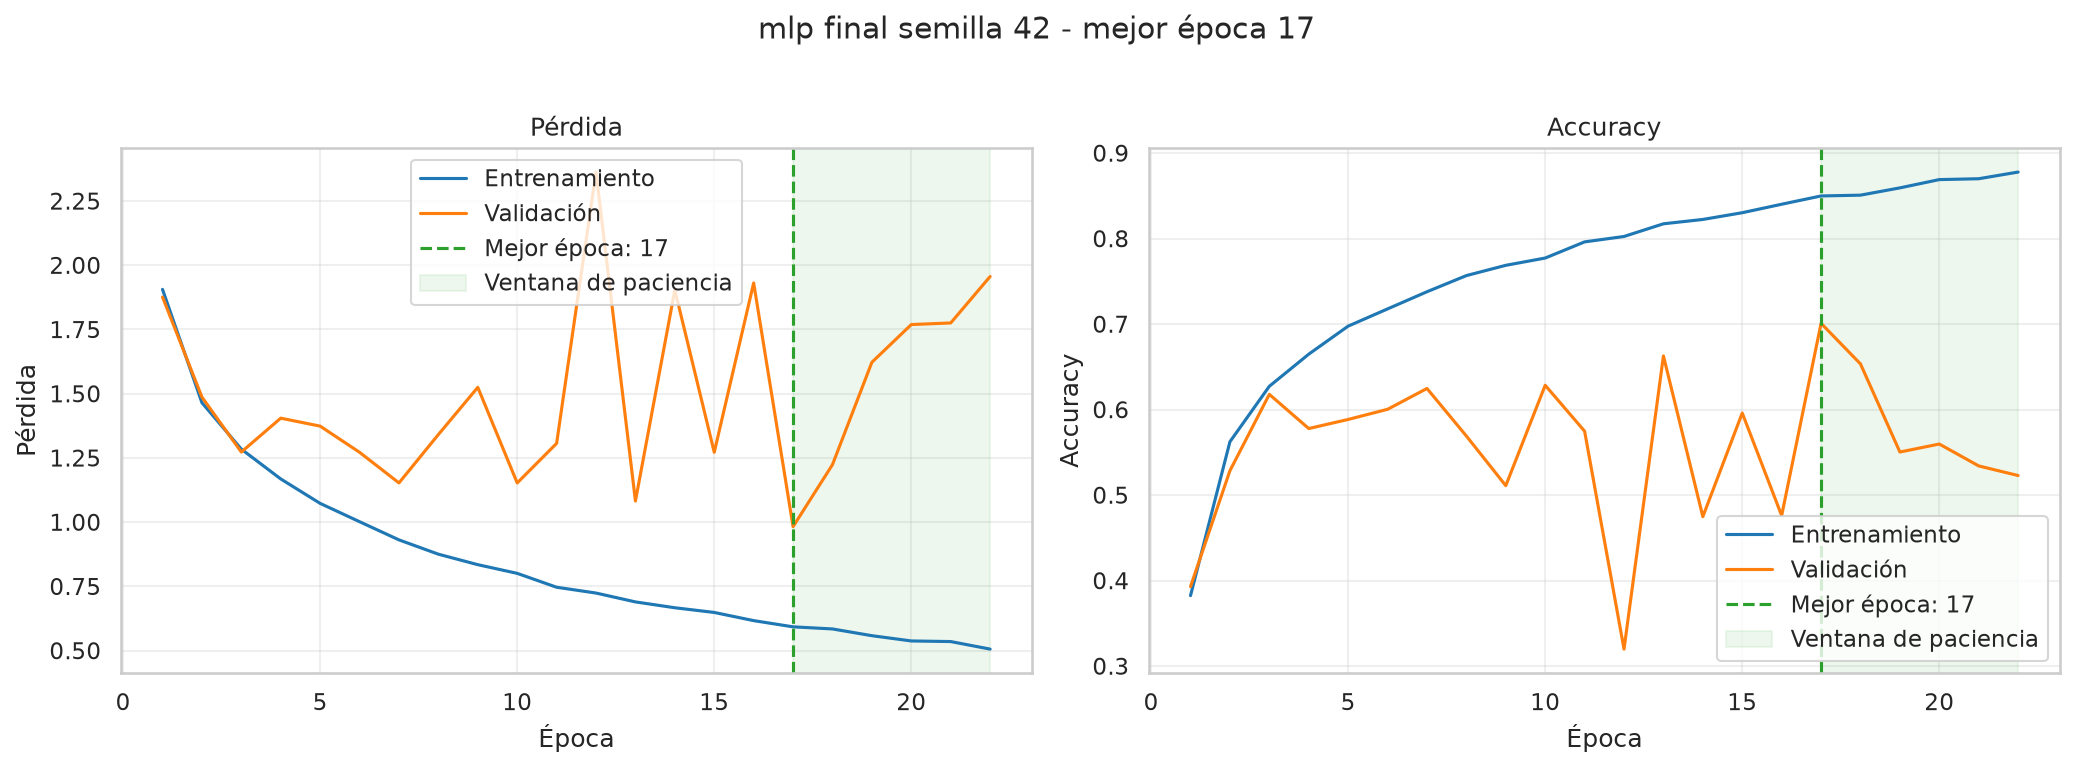 mlp final semilla 42 - mejor época 17
Pérdida
Pérdida
2.25
2.00
1.75
1.50
1.25
1.00
0.75
0.50
Entrenamiento
Validación
Mejor época: 17
Ventana de paciencia
0 5 10 15 20
Época
Accuracy
Accuracy
0.9
0.8
0.7
0.6
0.5
0.4
0.3
Entrenamiento
Validación
Mejor época: 17
Ventana de paciencia
0 5 10 15 20
Época